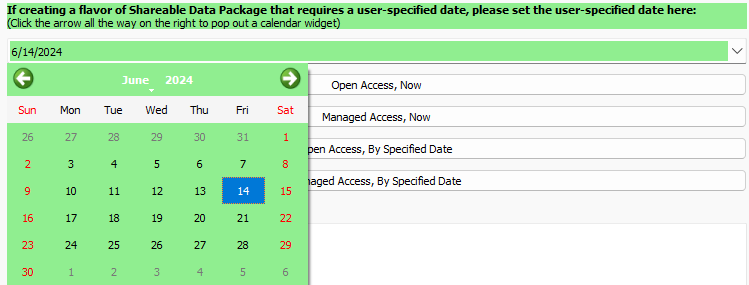 If creating a flavor of Shareable Data Package that requires a user-specified date, please set the user-specified date here:
(Click the arrow all the way on the right to pop out a calendar widget)
6/14/2024
June 2024
Sun Mon Tue Wed Thu Fri Sat
26 27 28 29 30 31 1
2 3 4 5 6 7 8
9 10 11 12 13 14 15
16 17 18 19 20 21 22
23 24 25 26 27 28 29
30 1 2 3 4 5 6
Open Access, Now
Managed Access, Now
pen Access, By Specified Date
naged Access, By Specified Date